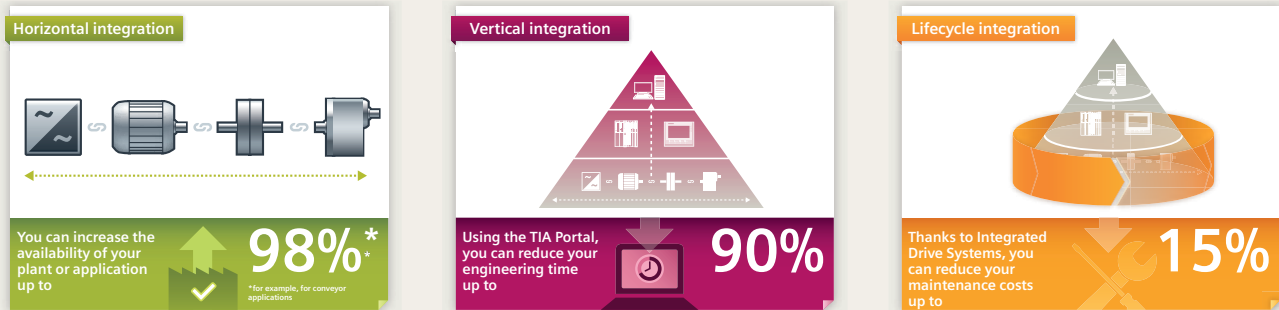 Horizontal integration
You can increase the
availability of your
plant or application
up to
98%*
*
*for example, for conveyor
applications
Vertical integration
Using the TIA Portal,
you can reduce your
engineering time
up to
90%
Lifecycle integration
Thanks to Integrated
Drive Systems, you
can reduce your
maintenance costs
up to
15%